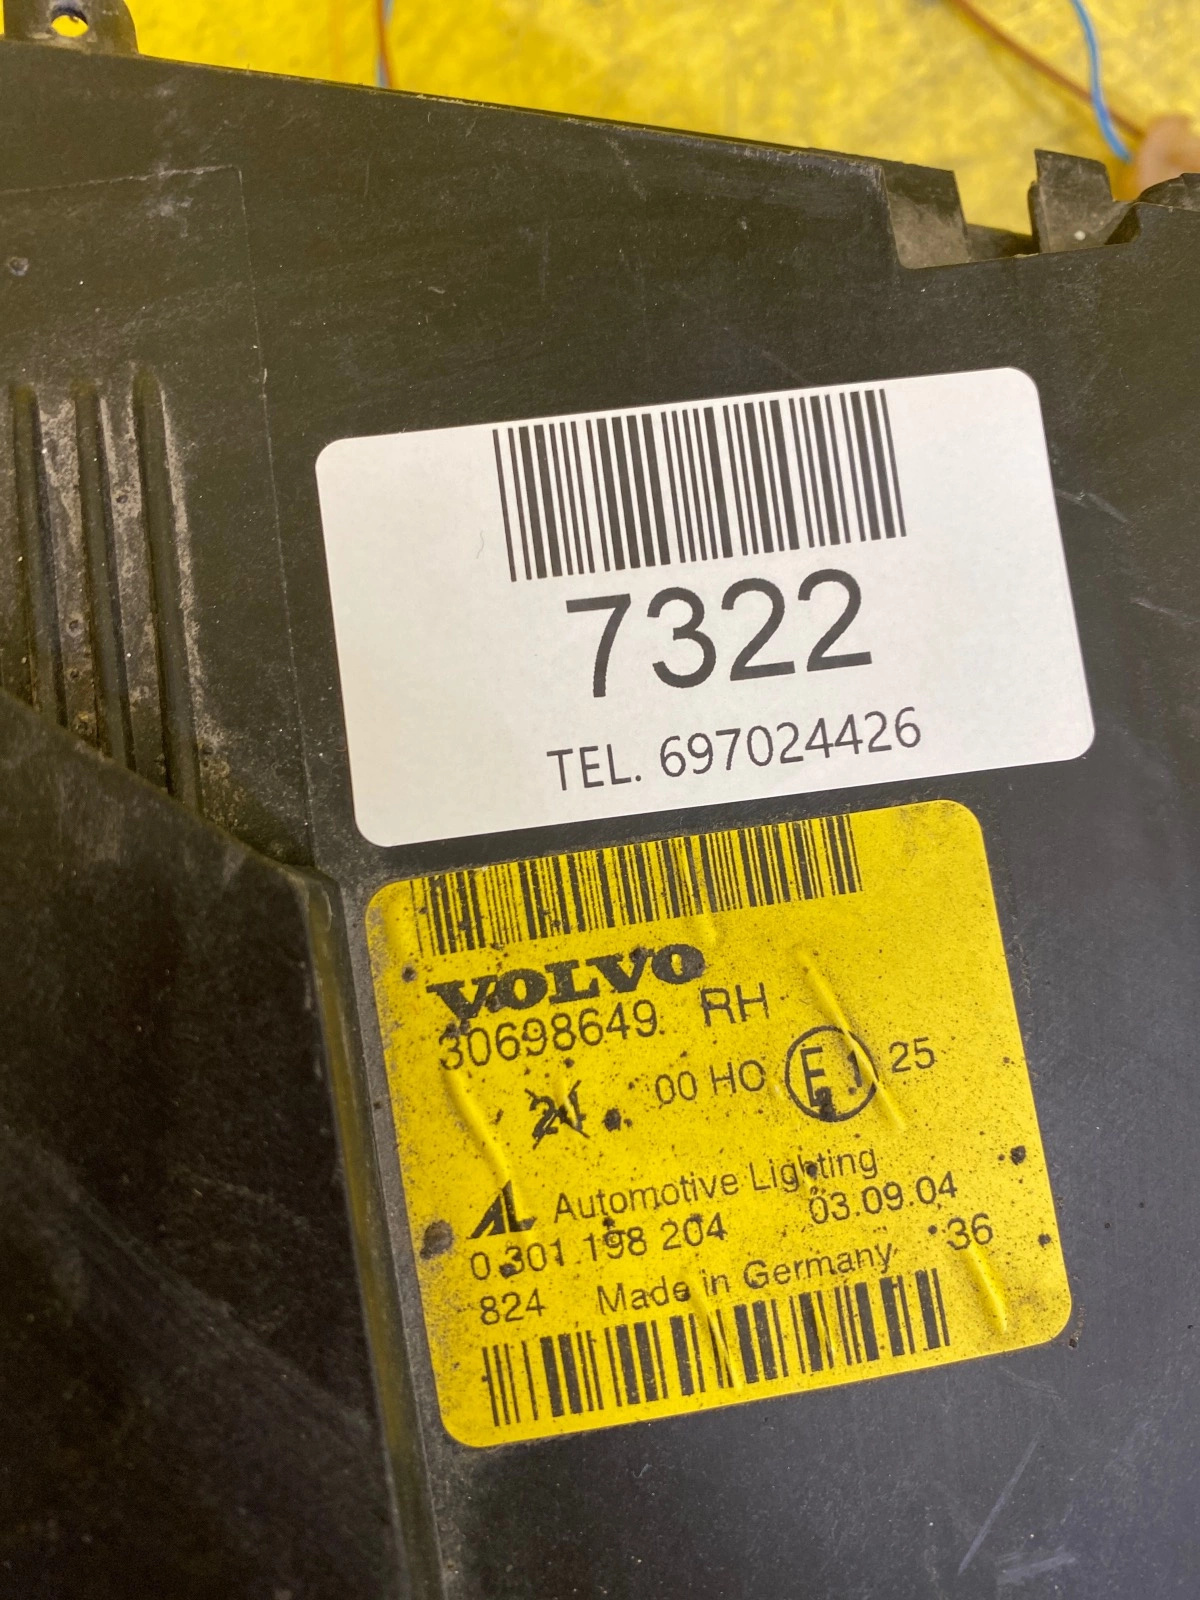 7322
TEL. 697024426
VOLVO
30698649 RH
00 HC E1 25
AL Automotive Lighting
0 301 198 204 03.09.04
824 Made in Germany 36